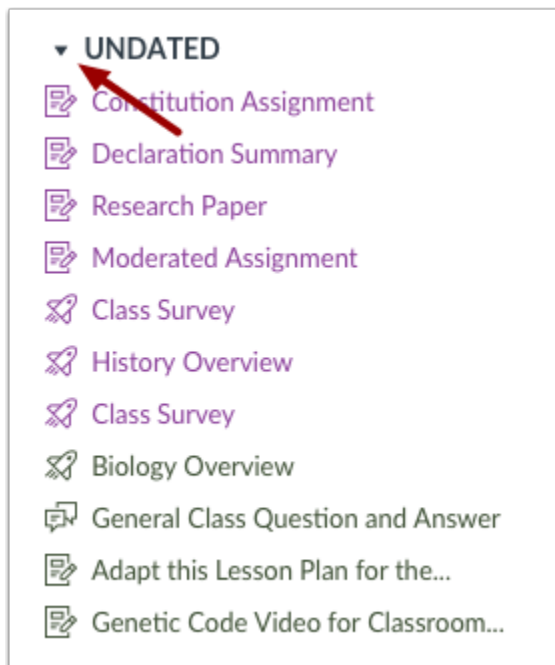 UNDATED
Constitution Assignment
Declaration Summary
Research Paper
Moderated Assignment
Class Survey
History Overview
Class Survey
Biology Overview
General Class Question and Answer
Adapt this Lesson Plan for the...
Genetic Code Video for Classroom...